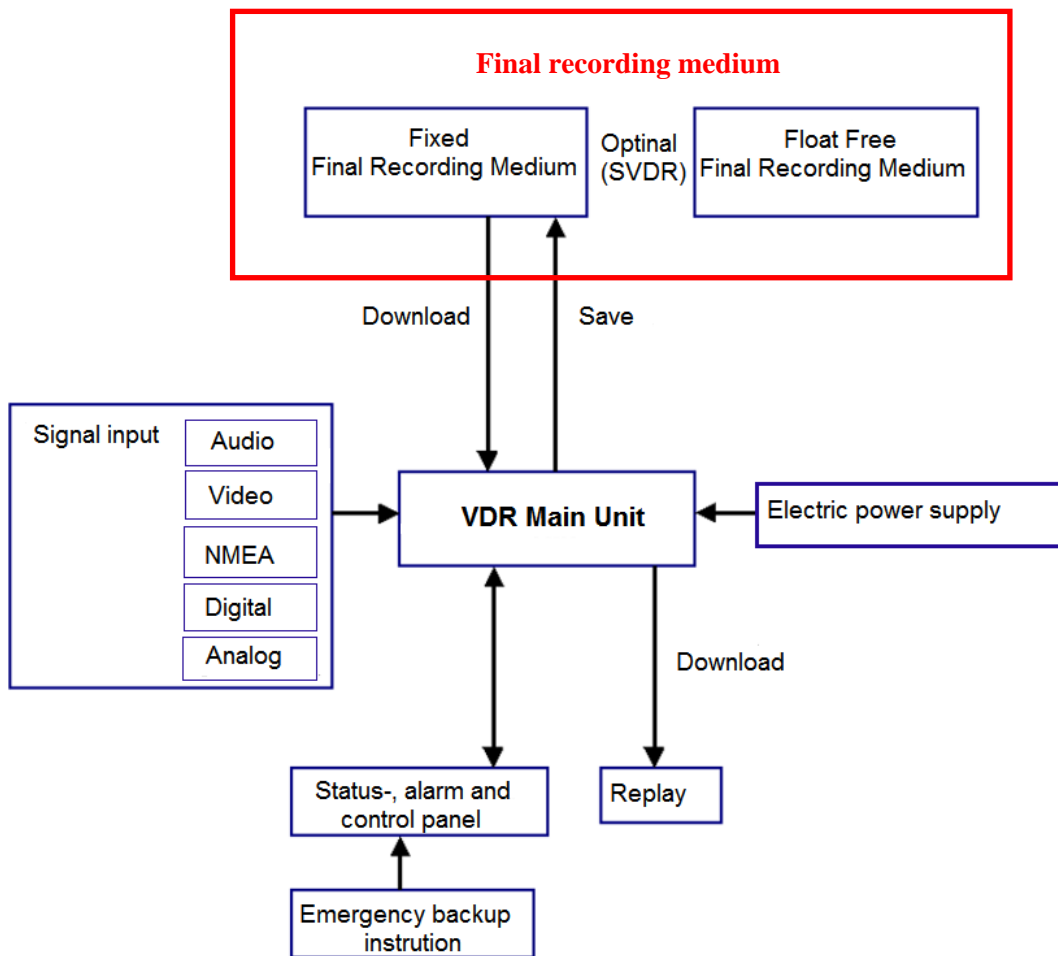 Final recording medium
Fixed
Final Recording Medium
Optinal
(SVDR)
Float Free
Final Recording Medium
Download
Save
Signal input
Audio
Video
NMEA
Digital
Analog
VDR Main Unit
Electric power supply
Download
Status-, alarm and
control panel
Replay
Emergency backup
instrution